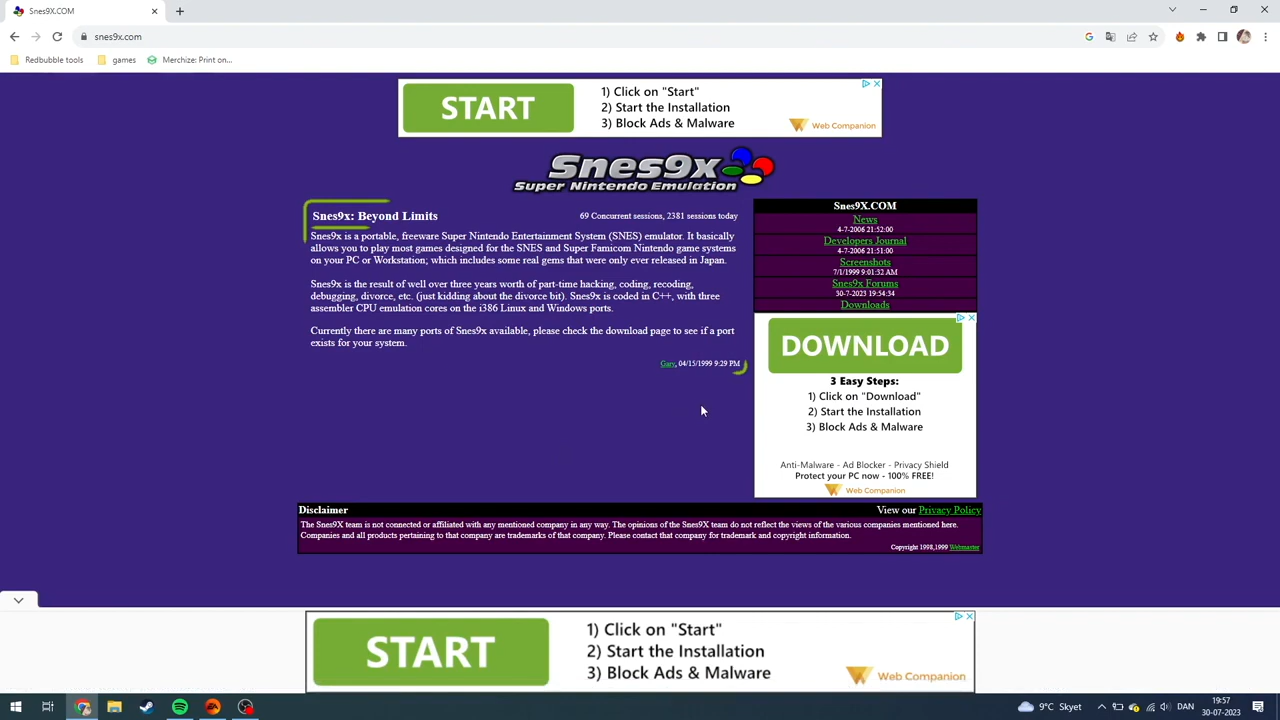 Snes9X.COM
snes9x.com
Redbubble tools
games
Merchize: Print on...
START
1) Click on "Start"
2) Start the Installation
3) Block Ads & Malware
Web Companion
Snes9x
Super Nintendo Emulation
Snes9x: Beyond Limits
69 Concurrent sessions, 2381 sessions today
Snes9x is a portable, freeware Super Nintendo Entertainment System (SNES) emulator. It basically
allows you to play most games designed for the SNES and Super Famicom Nintendo game systems
on your PC or Workstation; which includes some real gems that were only ever released in Japan.
Snes9x is the result of well over three years worth of part-time hacking, coding, recoding,
debugging, divorce, etc. (just kidding about the divorce bit). Snes9x is coded in C++, with three
assembler CPU emulation cores on the i386 Linux and Windows ports.
Currently there are many ports of Snes9x available, please check the download page to see if a port
exists for your system.
Gary, 04/15/1999 9:29 PM
Snes9X.COM
News
4-7-2006 21:52:00
Developers Journal
4-7-2006 21:51:00
Screenshots
7/1/1999 9:01:32 AM
Snes9x Forums
30-7-2023 19:54:34
Downloads
DOWNLOAD
3 Easy Steps:
1) Click on "Download"
2) Start the Installation
3) Block Ads & Malware
Anti-Malware - Ad Blocker - Privacy Shield
Protect your PC now - 100% FREE!
Web Companion
Disclaimer
View our Privacy Policy
The Snes9X team is not connected or affiliated with any mentioned company in any way. The opinions of the Snes9X team do not reflect the views of the various companies mentioned here.
Companies and all products pertaining to that company are trademarks of that company. Please contact that company for trademark and copyright information.
Copyright 1998,1999 Webmaster
START
1) Click on "Start"
2) Start the Installation
3) Block Ads & Malware
Web Companion
9°C Skyet
DAN
19:57
30-07-2023